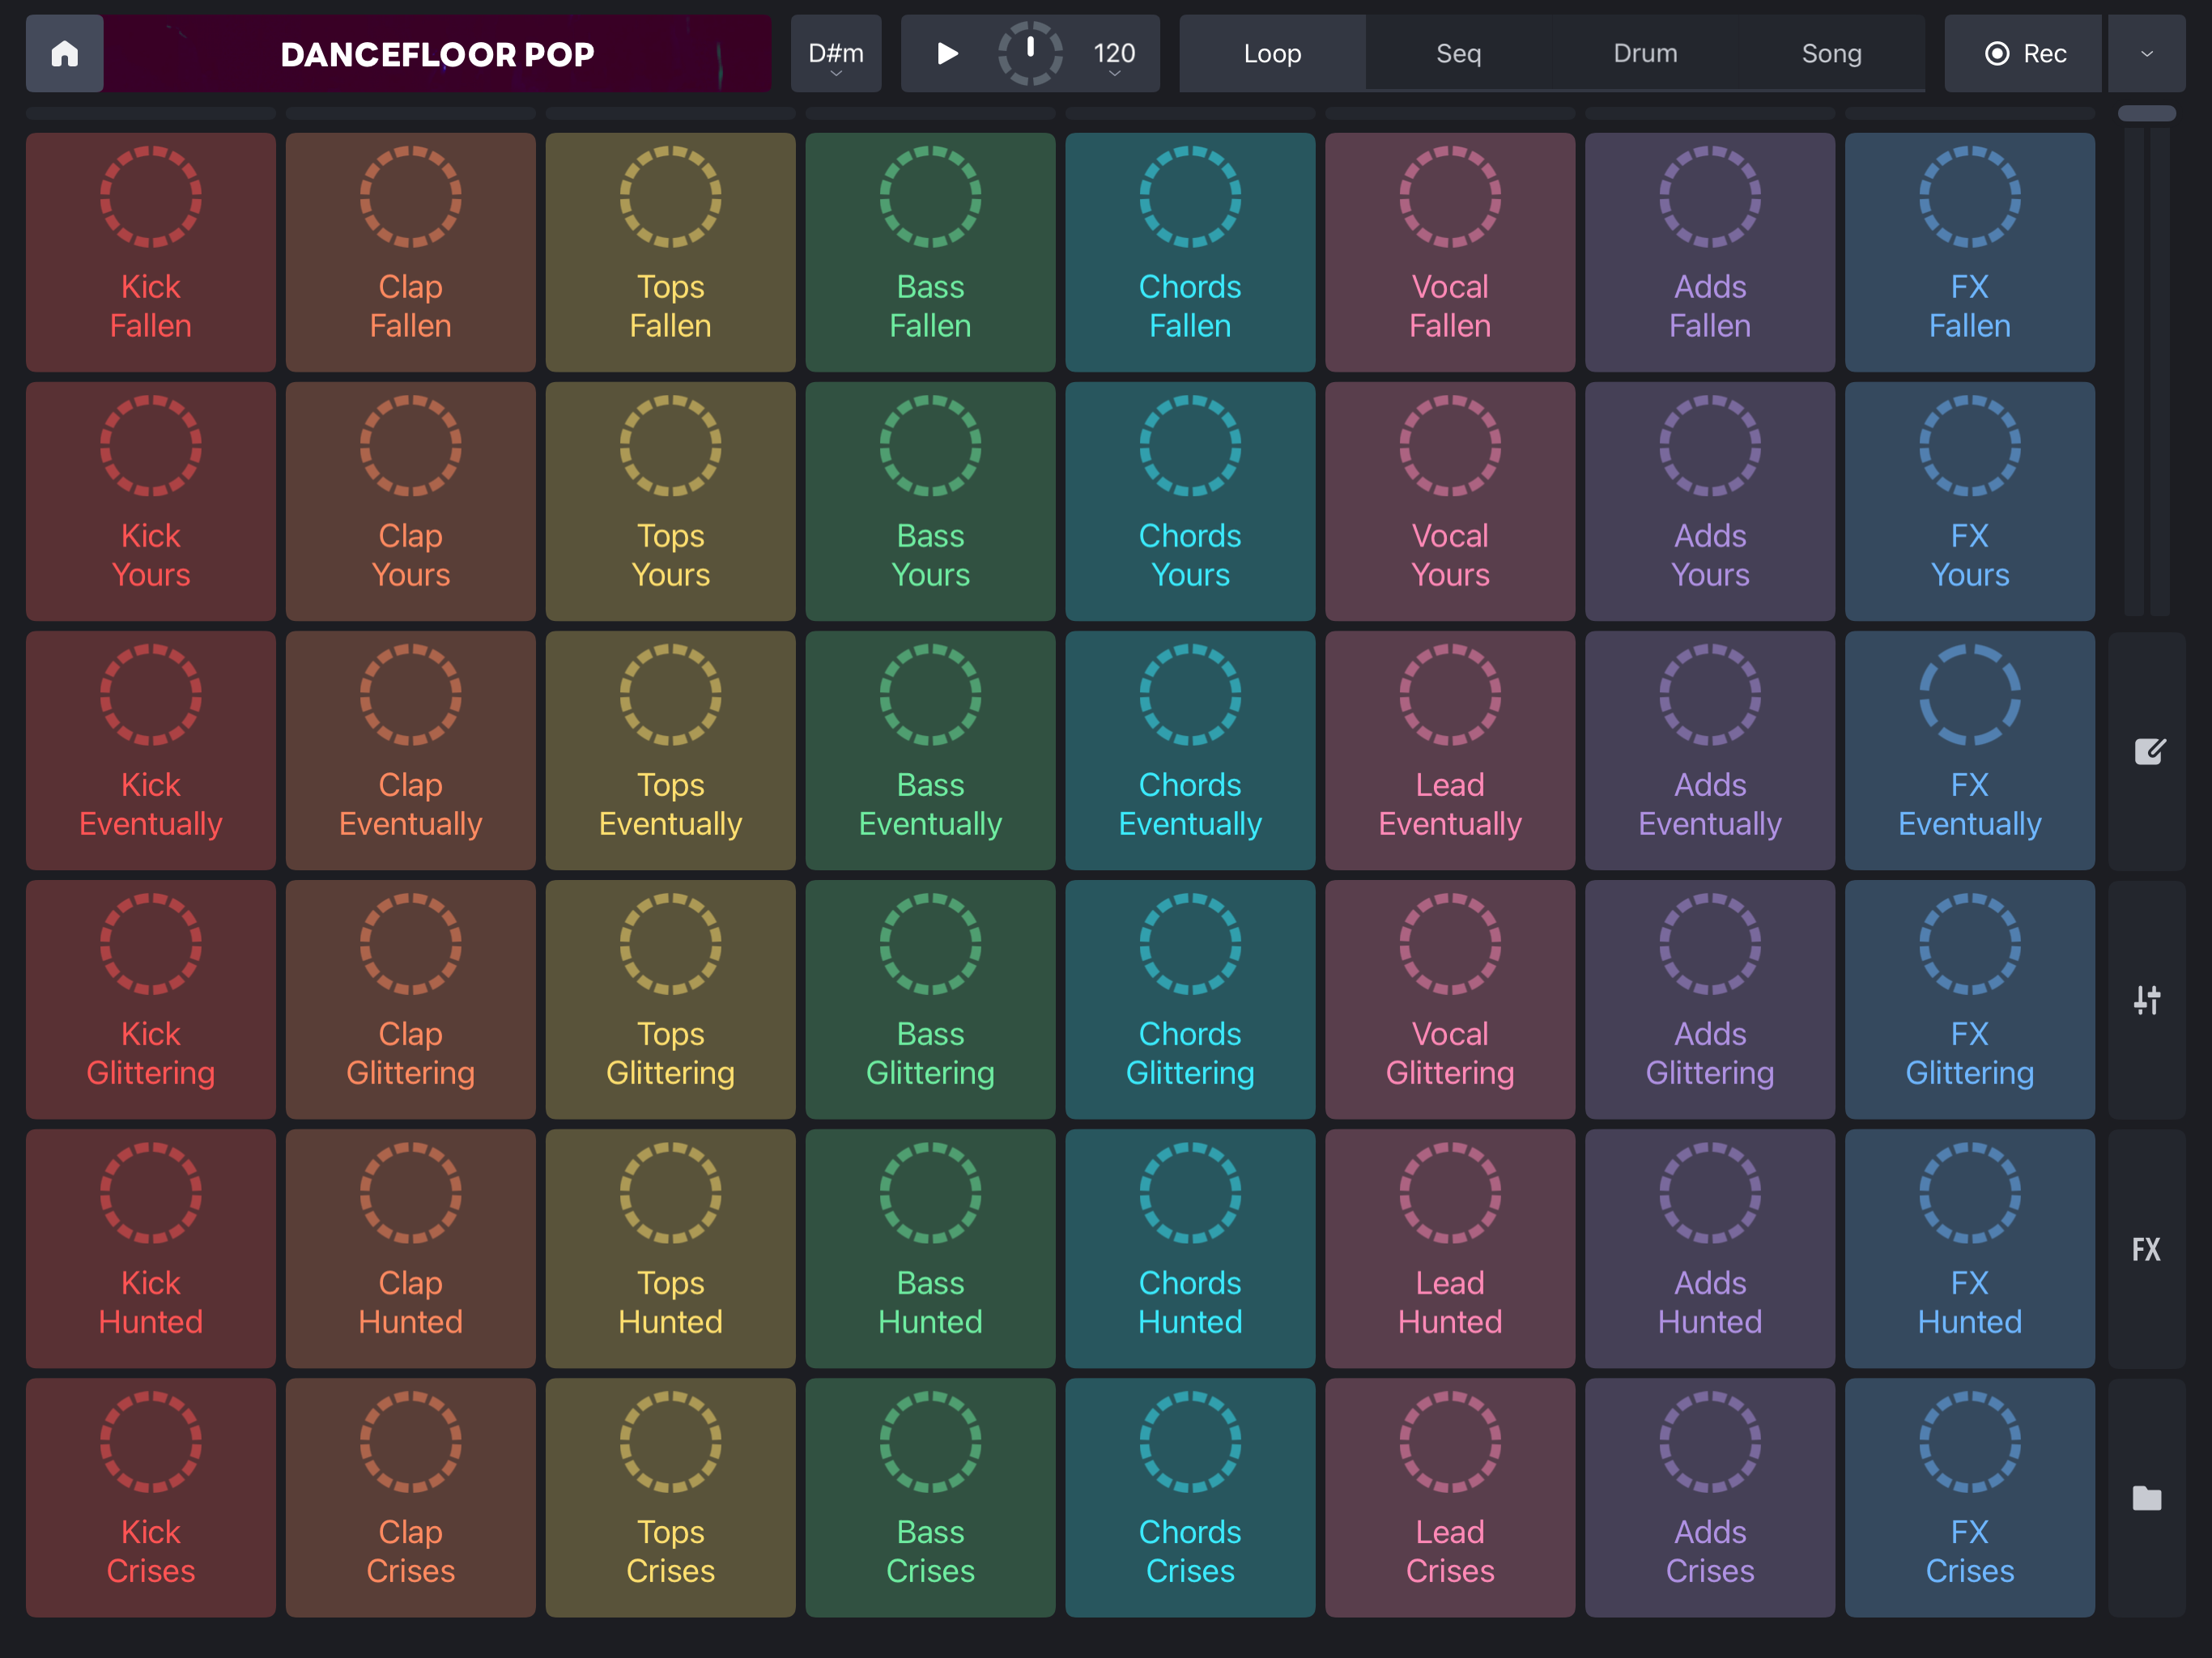 DANCEFLOOR POP
D#m
120
Loop
Seq
Drum
Song
Rec
Kick
Fallen
Clap
Fallen
Tops
Fallen
Bass
Fallen
Chords
Fallen
Vocal
Fallen
Adds
Fallen
FX
Fallen
Kick
Yours
Clap
Yours
Tops
Yours
Bass
Yours
Chords
Yours
Vocal
Yours
Adds
Yours
FX
Yours
Kick
Eventually
Clap
Eventually
Tops
Eventually
Bass
Eventually
Chords
Eventually
Lead
Eventually
Adds
Eventually
FX
Eventually
Kick
Glittering
Clap
Glittering
Tops
Glittering
Bass
Glittering
Chords
Glittering
Vocal
Glittering
Adds
Glittering
FX
Glittering
Kick
Hunted
Clap
Hunted
Tops
Hunted
Bass
Hunted
Chords
Hunted
Lead
Hunted
Adds
Hunted
FX
Hunted
FX
Kick
Crises
Clap
Crises
Tops
Crises
Bass
Crises
Chords
Crises
Lead
Crises
Adds
Crises
FX
Crises